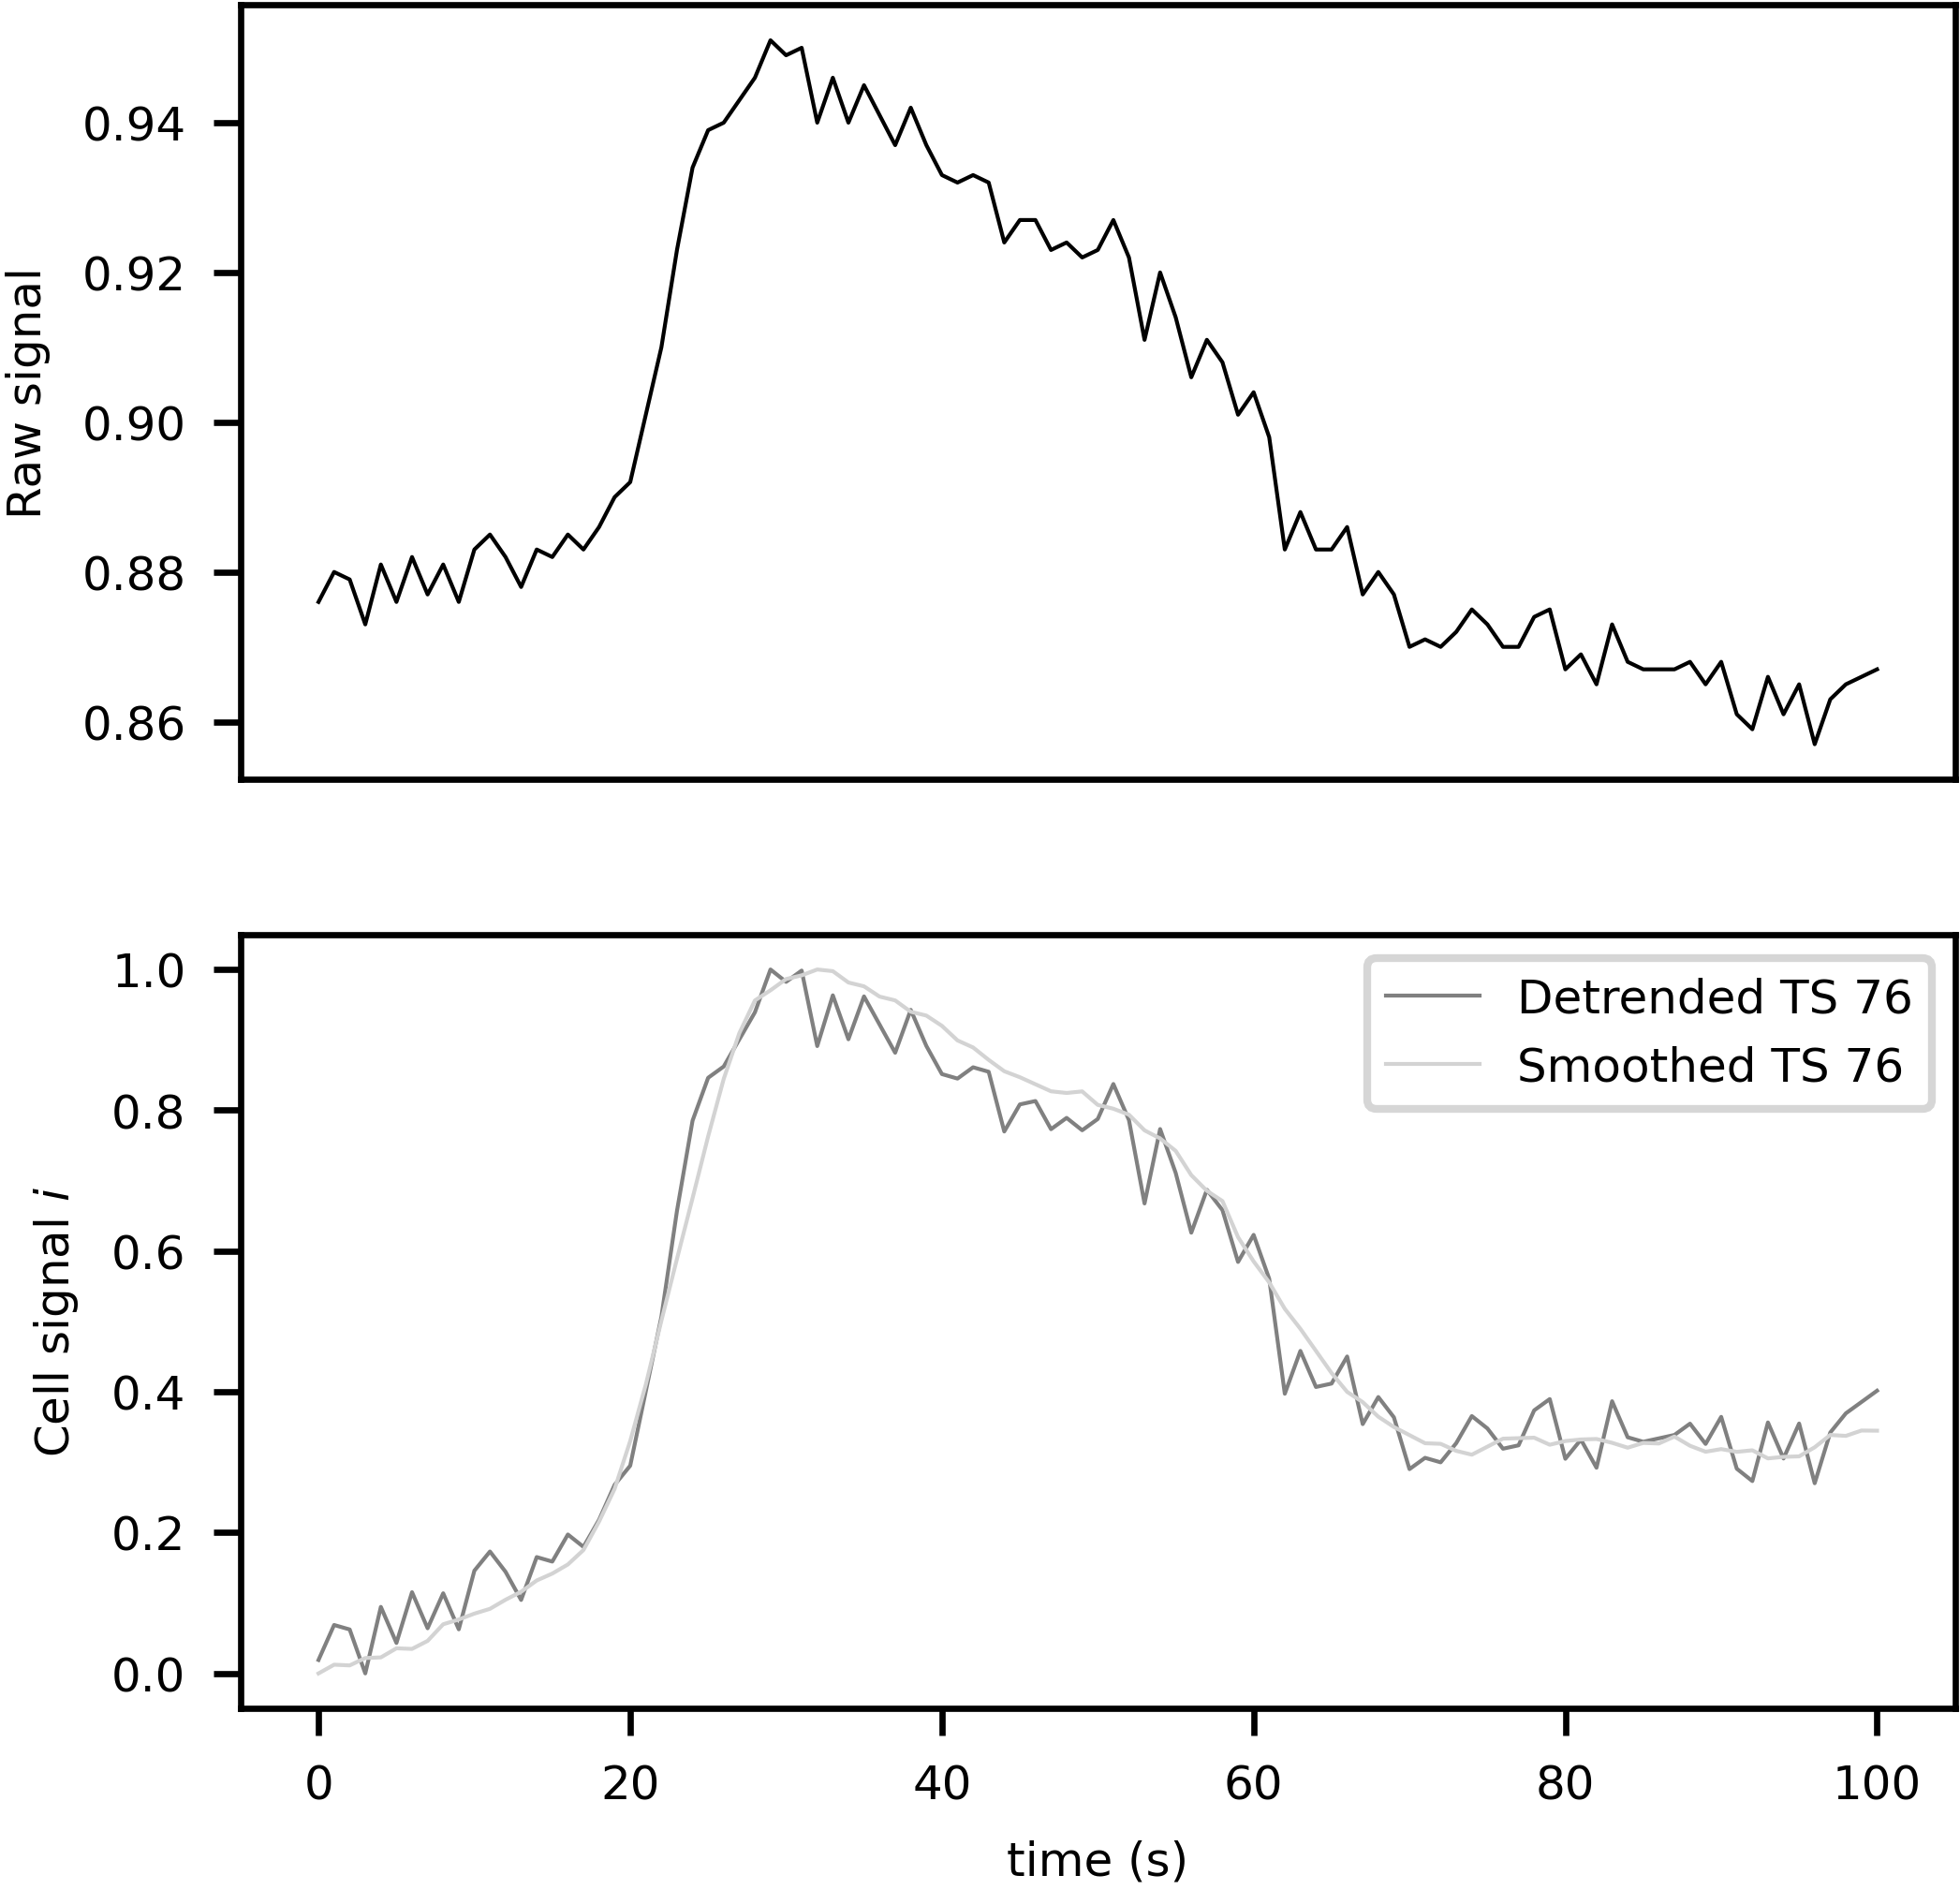 Raw signal
0.94
0.92
0.90
0.88
0.86
Cell signal i
1.0
0.8
0.6
0.4
0.2
0.0
Detrended TS 76
Smoothed TS 76
0 20 40 60 80 100
time (s)